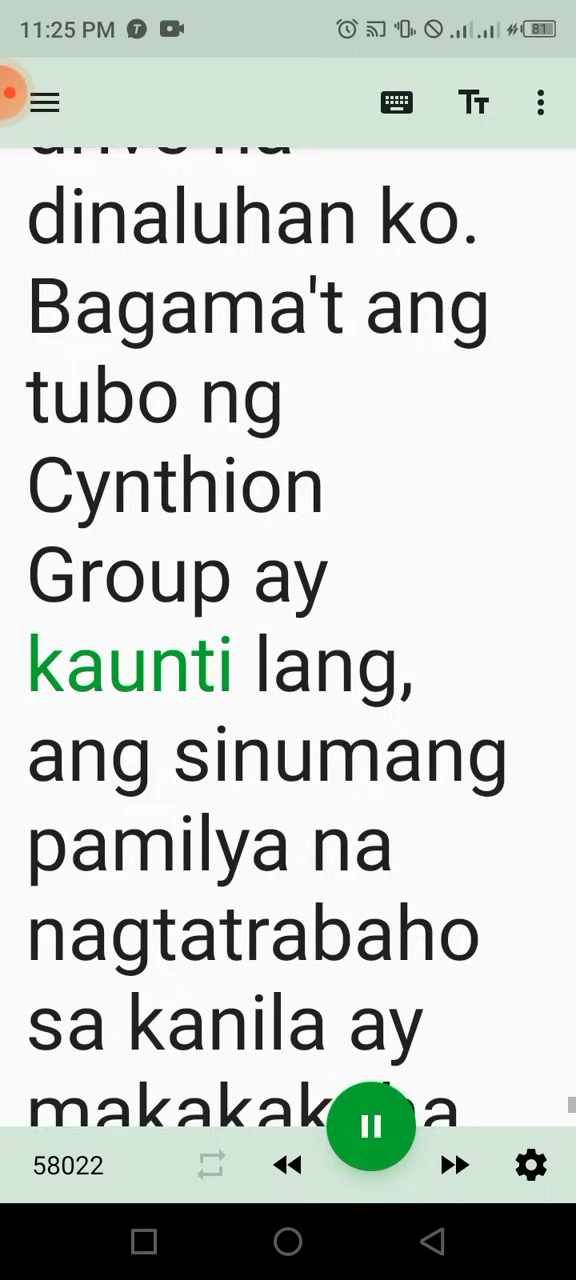 11:25 PM
81
dinaluhan ko.
Bagama't ang
tubo ng
Cynthion
Group ay
kaunti lang,
ang sinumang
pamilya na
nagtatrabaho
sa kanila ay
58022